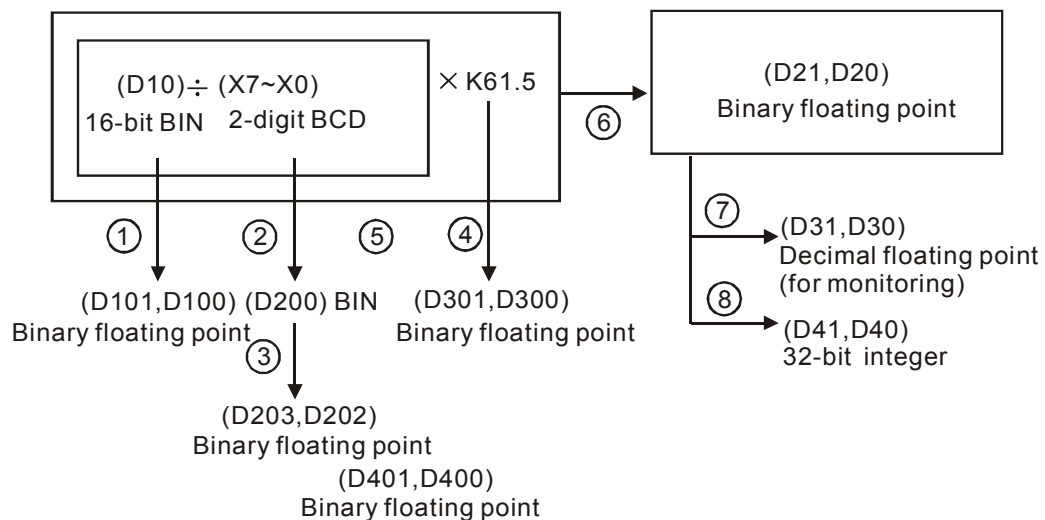 (D10) ÷ (X7~X0)
16-bit BIN 2-digit BCD
× K61.5
⑥
(D21,D20)
Binary floating point
①
②
⑤
④
⑦
(D31,D30)
Decimal floating point
(for monitoring)
⑧
(D41,D40)
32-bit integer
(D101,D100) (D200) BIN
Binary floating point
(D301,D300)
Binary floating point
③
(D203,D202)
Binary floating point
(D401,D400)
Binary floating point